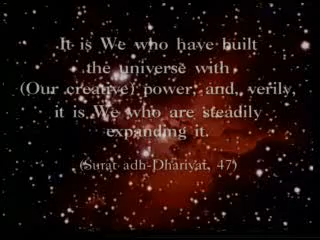 It is We who have built
the universe with
(Our creative) power, and, verily,
it is We who are steadily
expanding it.
(Surat adh-Dhariyat, 47)